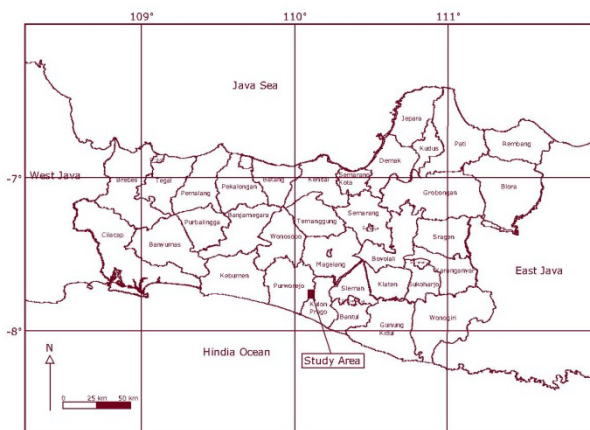 109°
110°
111°
Java Sea
Jepara
Kudus
Pati
Rembang
Demak
-7°
West Java
Brebes
Tegal
Pemalang
Pekalongan
Batang
Kendal
Semarang
Kota
Grobongan
Blora
Purbalingga
Banjarnegara
Temanggung
Semarang
Cilacap
Banyumas
Wonosobo
Sragen
Magelang
Boyolali
Karanganyar
East Java
Kebumen
Purworejo
Sleman
Klaten
Sukoharjo
Kulon
Progo
Bantul
Gunung
Kidul
Wonogiri
-8°
Hindia Ocean
Study Area
N
0
25 km
50 km